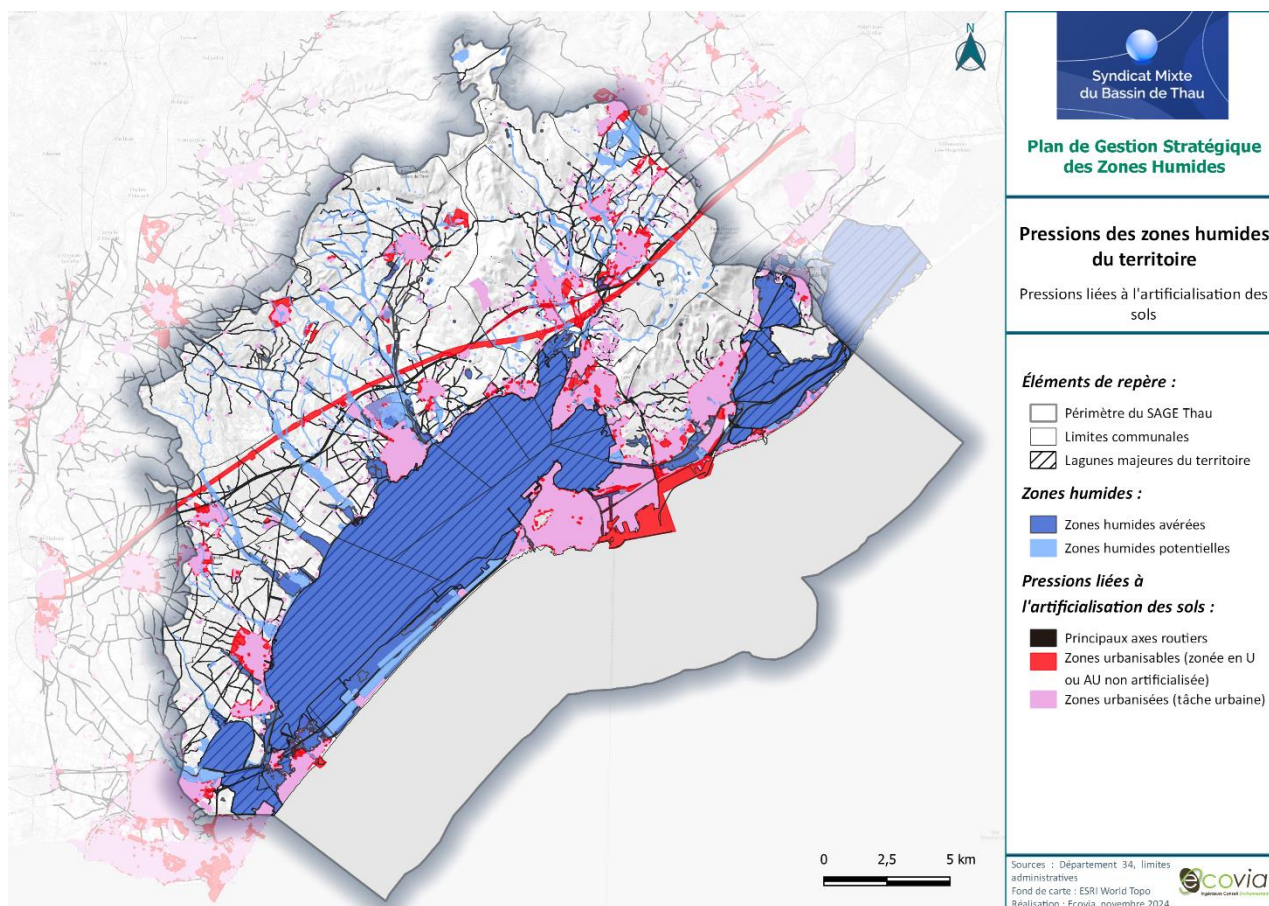 N
Syndicat Mixte
du Bassin de Thau
Plan de Gestion Stratégique
des Zones Humides
Pressions des zones humides
du territoire
Pressions liées à l'artificialisation des
sols
Éléments de repère :
Périmètre du SAGE Thau
Limites communales
Lagunes majeures du territoire
Zones humides :
Zones humides avérées
Zones humides potentielles
Pressions liées à
l'artificialisation des sols :
Principaux axes routiers
Zones urbanisables (zonée en U
ou AU non artificialisée)
Zones urbanisées (tâche urbaine)
0 2,5 5 km
Sources : Département 34, limites
administratives
Fond de carte : ESRI World Topo
Réalisation : Ecovia, novembre 2024
ecovia